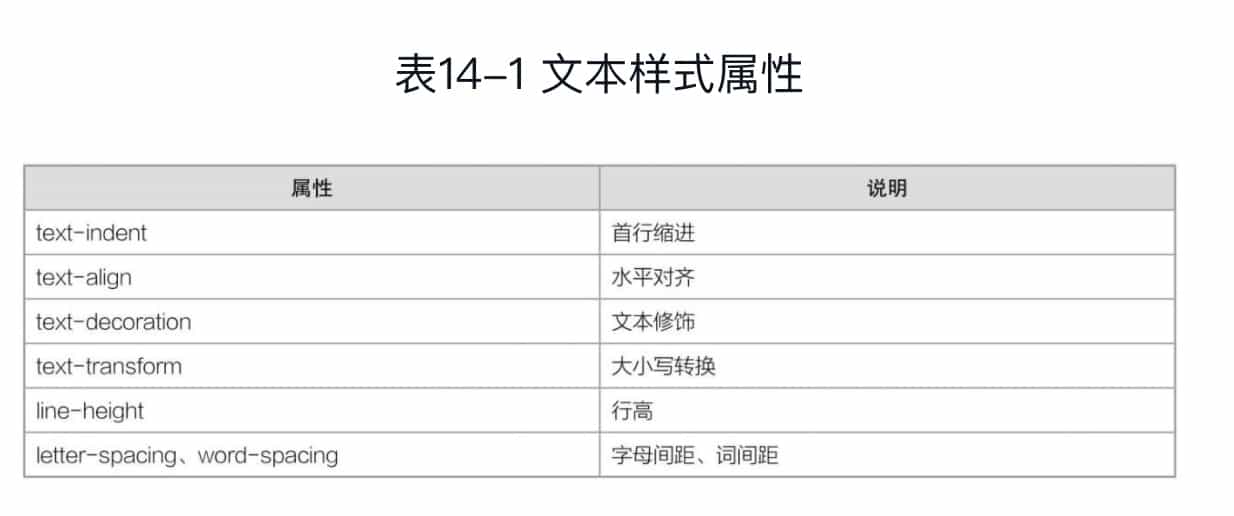 表14–1 文本样式属性
属性 说明
text-indent 首行缩进
text-align 水平对齐
text-decoration 文本修饰
text-transform 大小写转换
line-height 行高
letter-spacing、word-spacing 字母间距、词间距